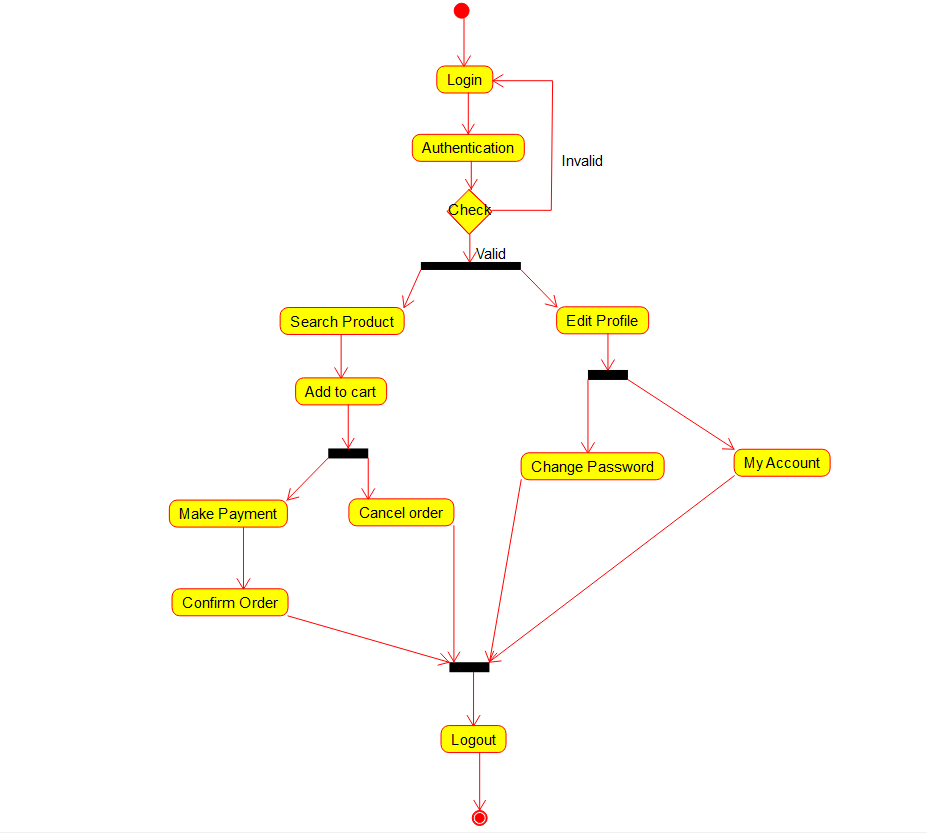 Login
Authentication
Invalid
Check
Valid
Search Product
Edit Profile
Add to cart
Change Password
My Account
Make Payment
Cancel order
Confirm Order
Logout